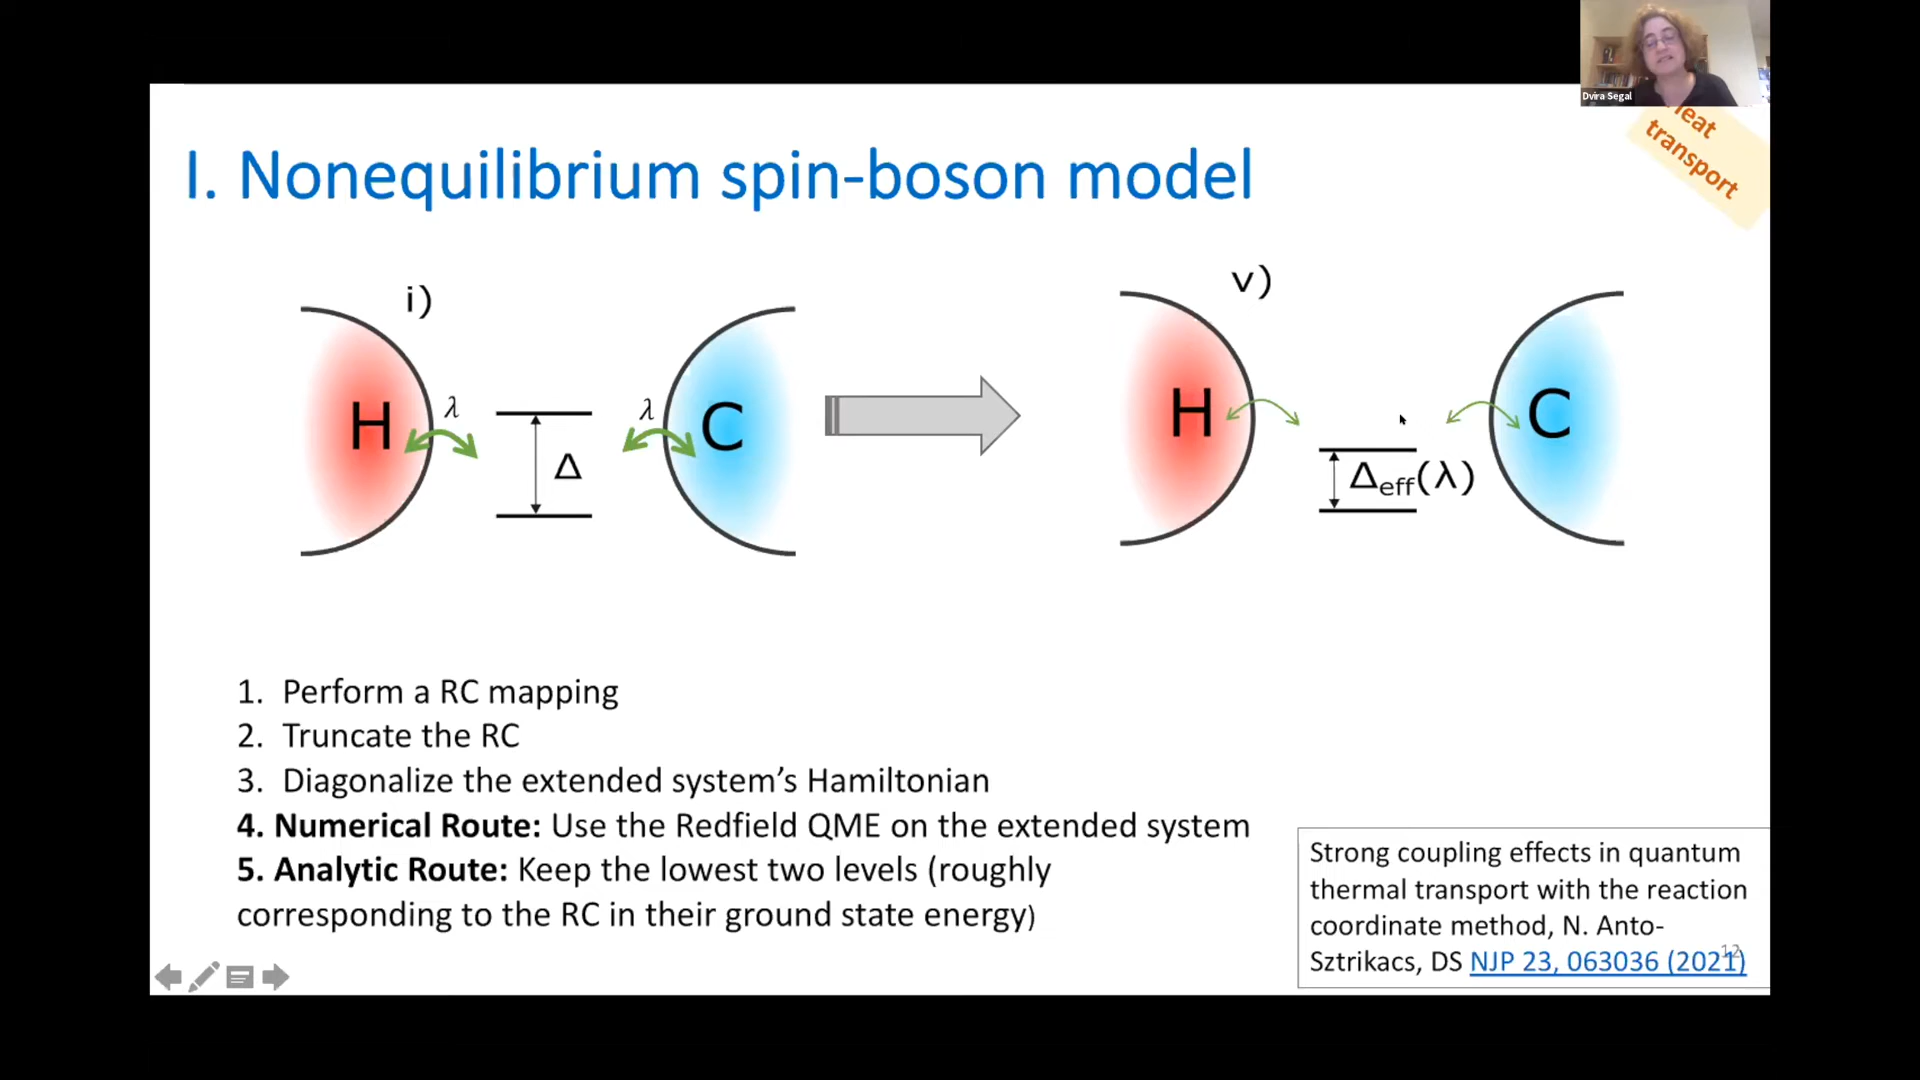 Dvira Segal
transport
I. Nonequilibrium spin-boson model
i)
v)
H
λ
Δ
λ
C
H
Δeff(λ)
C
1. Perform a RC mapping
2. Truncate the RC
3. Diagonalize the extended system’s Hamiltonian
4. Numerical Route: Use the Redfield QME on the extended system
5. Analytic Route: Keep the lowest two levels (roughly
corresponding to the RC in their ground state energy)
Strong coupling effects in quantum
thermal transport with the reaction
coordinate method, N. Anto-
Sztrikacs, DS NJP 23, 063036 (2021)
12